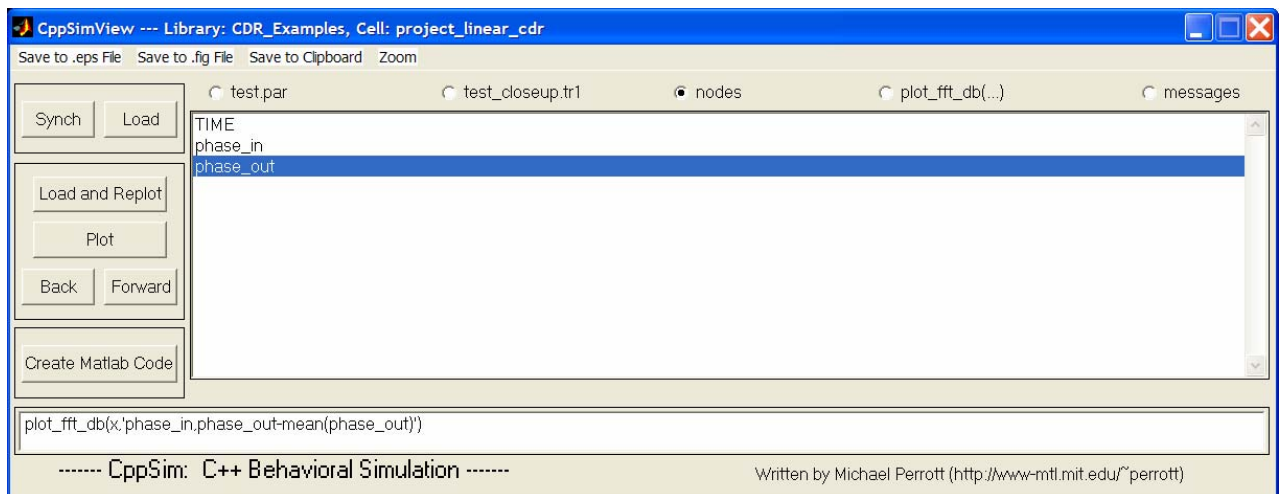 CppSimView --- Library: CDR_Examples, Cell: project_linear_cdr
Save to .eps File Save to .fig File Save to Clipboard Zoom
test.par test_closeup.tr1 nodes plot_fft_db(...) messages
Synch Load
TIME
phase_in
phase_out
Load and Replot
Plot
Back Forward
Create Matlab Code
plot_fft_db(x,'phase_in,phase_out-mean(phase_out)')
------- CppSim: C++ Behavioral Simulation -------
Written by Michael Perrott (http://www-mtl.mit.edu/~perrott)